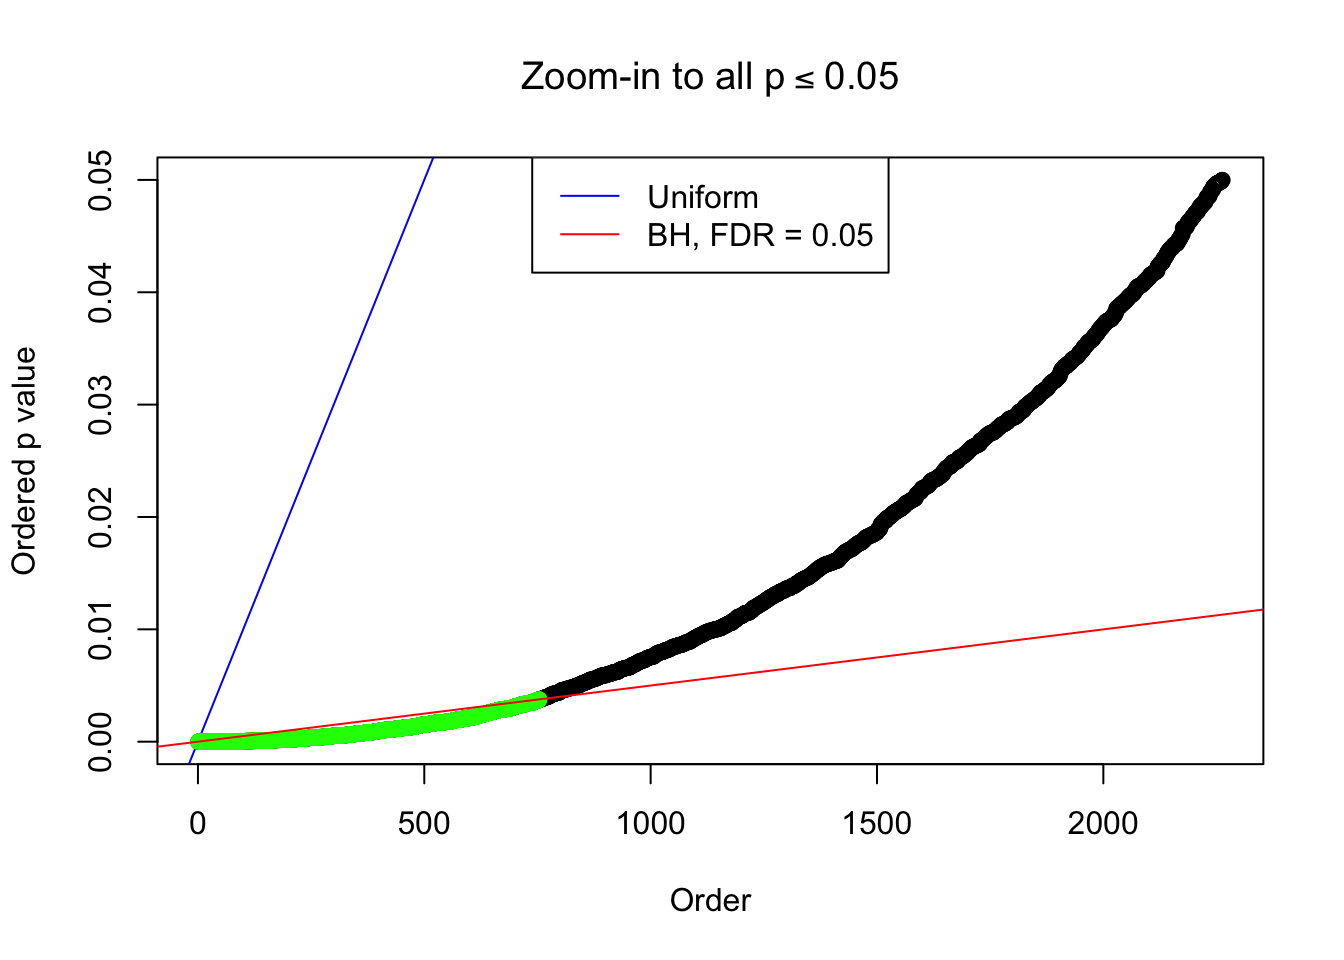 Zoom-in to all p ≤ 0.05
Uniform
BH, FDR = 0.05
Ordered p value
0.05
0.04
0.03
0.02
0.01
0.00
0 500 1000 1500 2000
Order